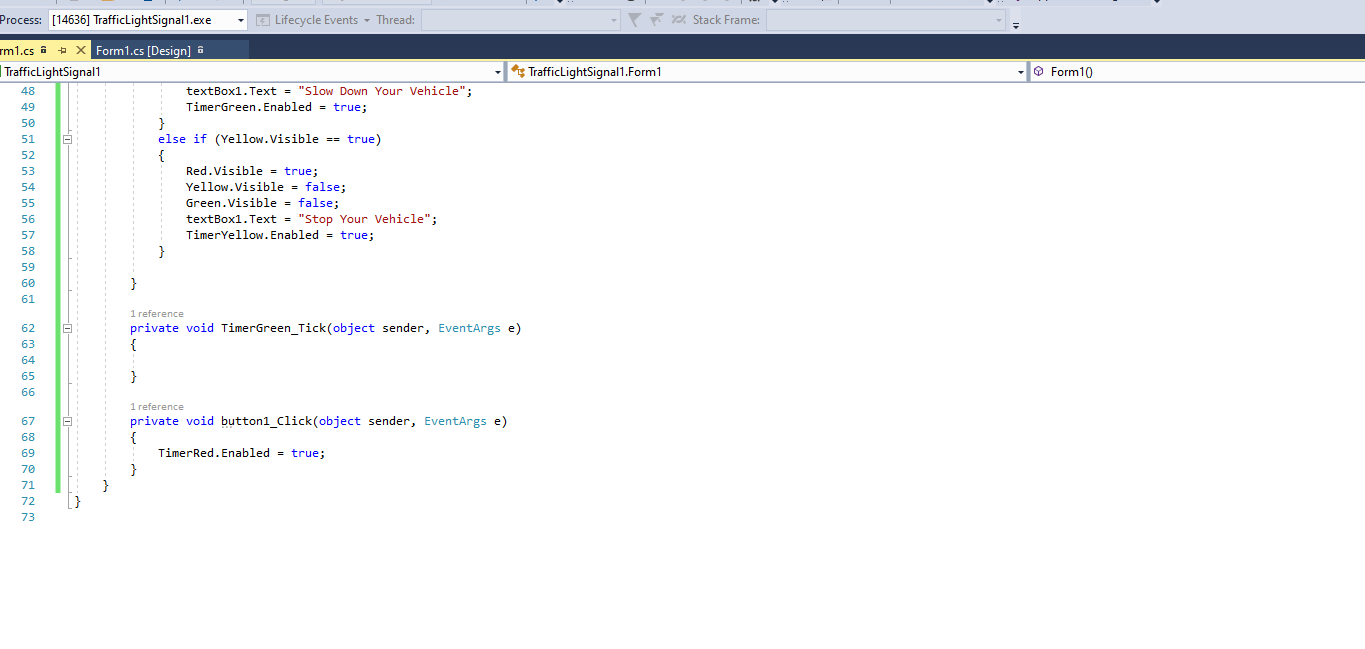 Process: [14636] TrafficLightSignal1.exe Lifecycle Events Thread: Stack Frame:
rm1.cs Form1.cs [Design]
TrafficLightSignal1 TrafficLightSignal1.Form1 Form1()
48 textBox1.Text = "Slow Down Your Vehicle";
49 TimerGreen.Enabled = true;
50 }
51 else if (Yellow.Visible == true)
52 {
53 Red.Visible = true;
54 Yellow.Visible = false;
55 Green.Visible = false;
56 textBox1.Text = "Stop Your Vehicle";
57 TimerYellow.Enabled = true;
58 }
59
60 }
61
1 reference
62 private void TimerGreen_Tick(object sender, EventArgs e)
63 {
64
65 }
66
1 reference
67 private void button1_Click(object sender, EventArgs e)
68 {
69 TimerRed.Enabled = true;
70 }
71 }
72 }
73